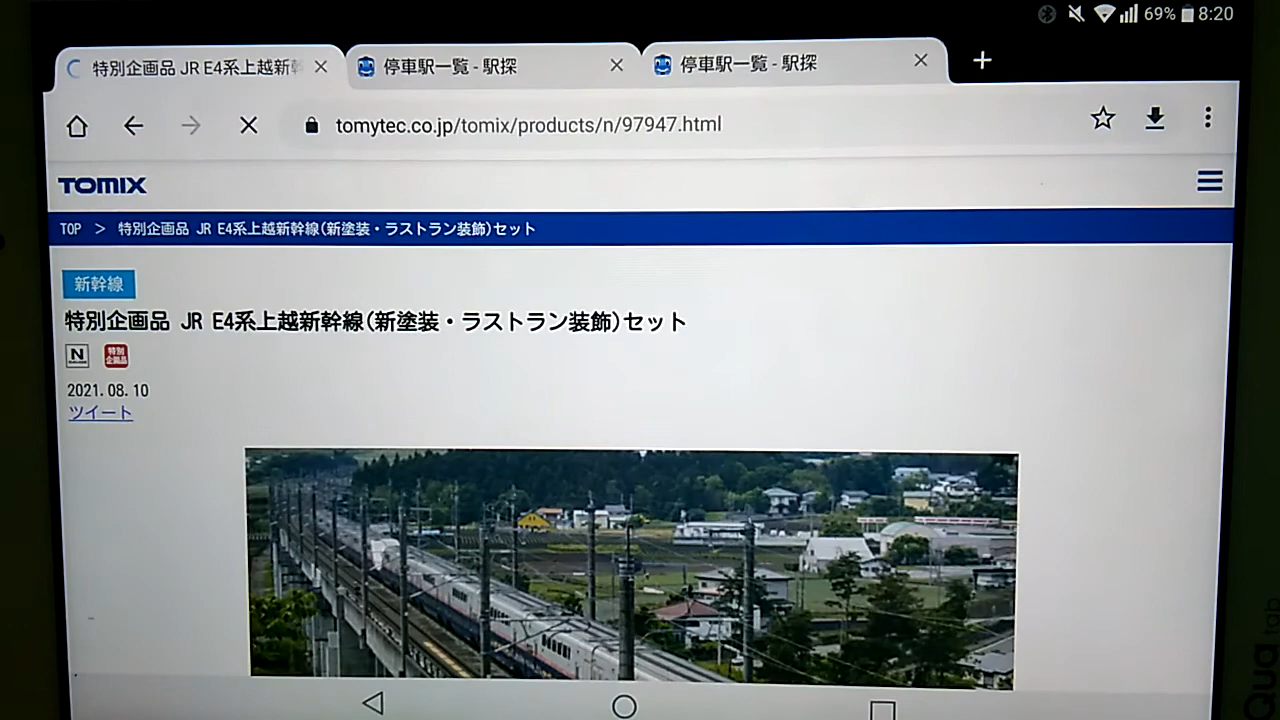 69% 8:20
特別企画品 JR E4系上越新幹
停車駅一覧 - 駅探
停車駅一覧 - 駅探
tomytec.co.jp/tomix/products/n/97947.html
TOMIX
TOP > 特別企画品 JR E4系上越新幹線(新塗装・ラストラン装飾)セット
新幹線
特別企画品 JR E4系上越新幹線(新塗装・ラストラン装飾)セット
N
特別
企画品
2021.08.10
ツイート
Qua tab